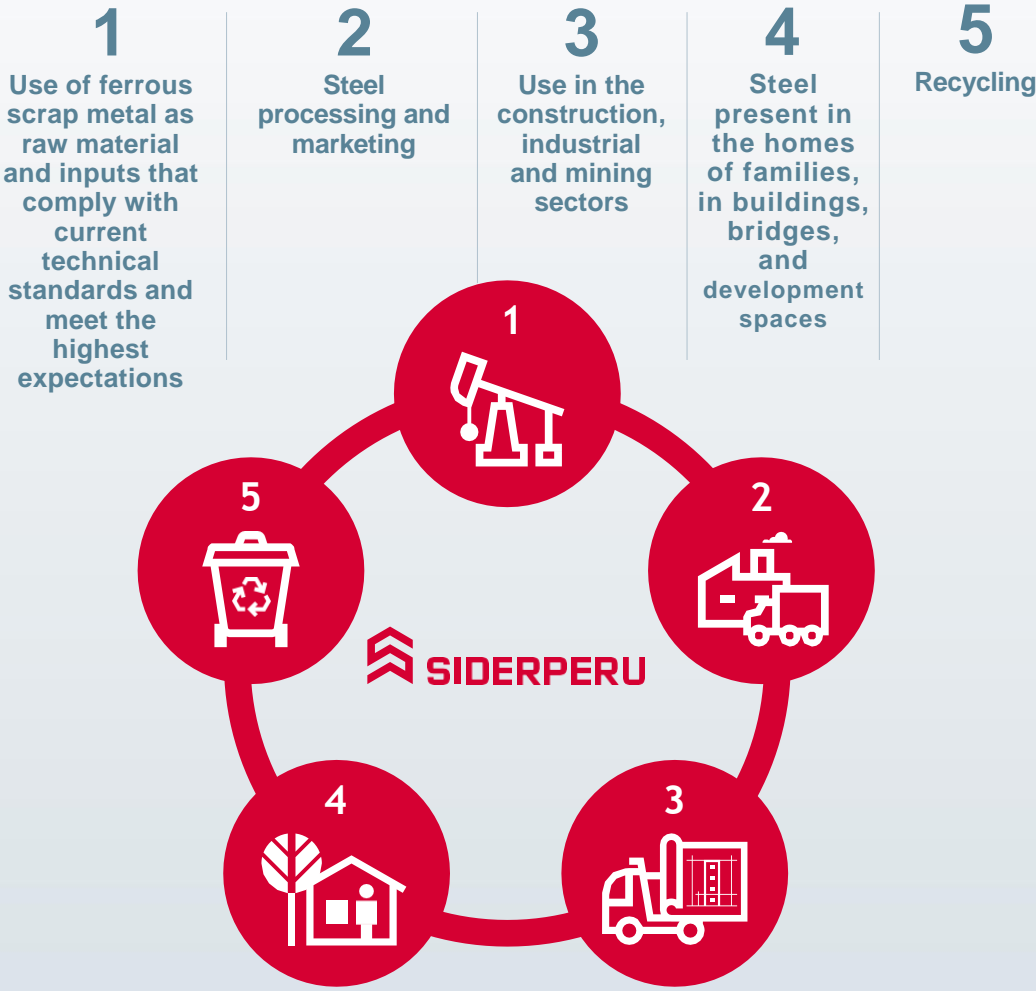 1
Use of ferrous
scrap metal as
raw material
and inputs that
comply with
current
technical
standards and
meet the
highest
expectations
2
Steel
processing and
marketing
3
Use in the
construction,
industrial
and mining
sectors
4
Steel
present in
the homes
of families,
in buildings,
bridges,
and
development
spaces
5
Recycling
1
2
3
4
5
SIDERPERU